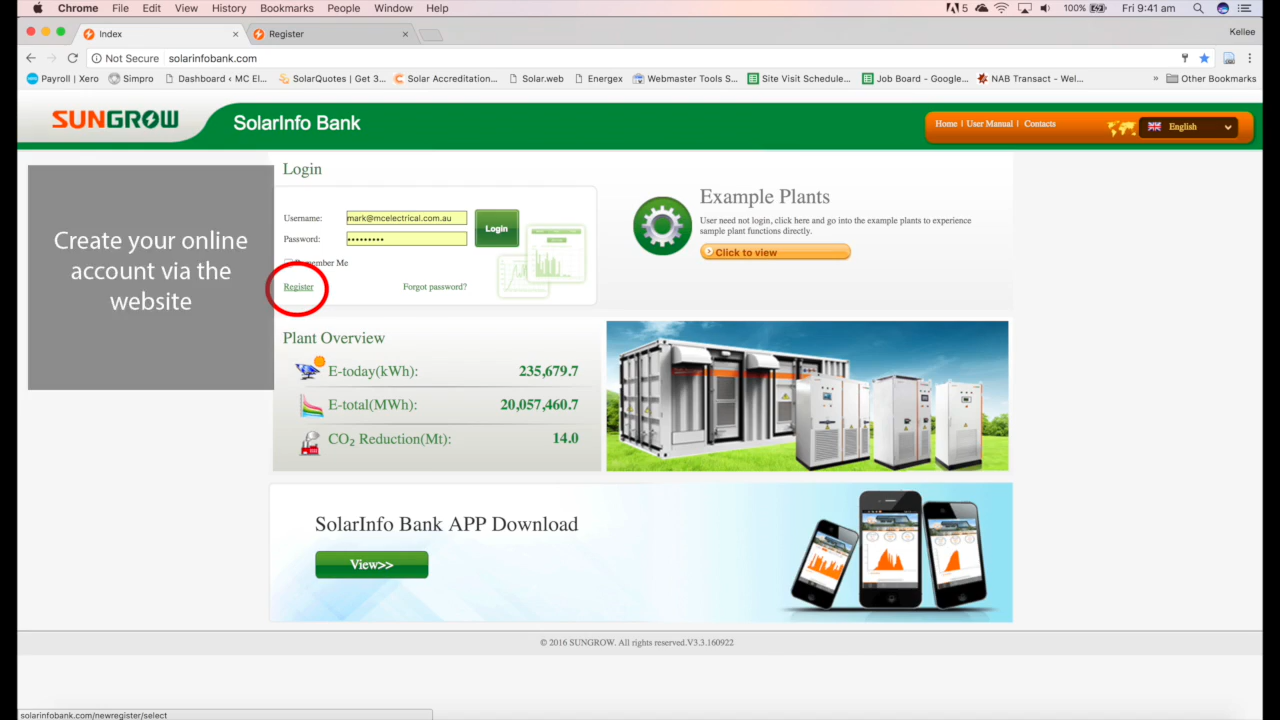 Chrome File Edit View History Bookmarks People Window Help
5 100% Fri 9:41 am
Index × Register × Kellee
Not Secure solarinfobank.com
Payroll | Xero Simpro Dashboard ‹ MC El... SolarQuotes | Get 3... Solar Accreditation... Solar.web Energex Webmaster Tools S... Site Visit Schedule... Job Board - Google... NAB Transact - Wel... » Other Bookmarks
SUNGROW SolarInfo Bank
Home | User Manual | Contacts English
Create your online
account via the
website
Login
Username: mark@mcelectrical.com.au
Password: •••••••••
Login
Remember Me
Register Forgot password?
Example Plants
User need not login, click here and go into the example plants to experience
sample plant functions directly.
Click to view
Plant Overview
E-today(kWh): 235,679.7
E-total(MWh): 20,057,460.7
CO₂ Reduction(Mt): 14.0
SolarInfo Bank APP Download
View>>
© 2016 SUNGROW. All rights reserved.V3.3.160922
solarinfobank.com/newregister/select